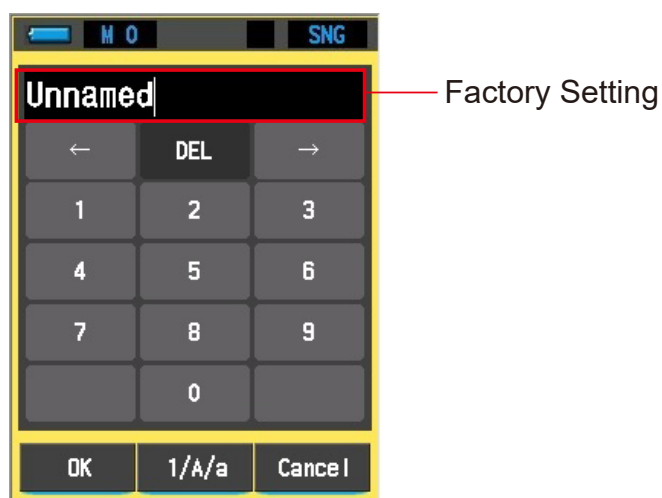 M 0 SNG
Unnamed
Factory Setting
← DEL →
1 2 3
4 5 6
7 8 9
0
OK 1/A/a Cancel